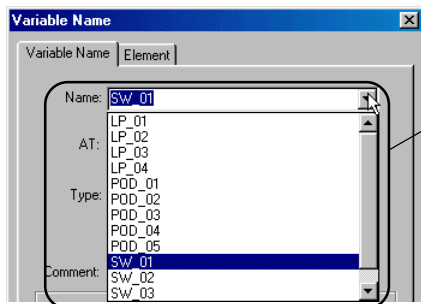 Variable Name
Variable Name Element
Name: SW_01
LP_01
LP_02
AT:
LP_03
LP_04
POD_01
Type: POD_02
POD_03
POD_04
POD_05
SW_01
Comment: SW_02
SW_03